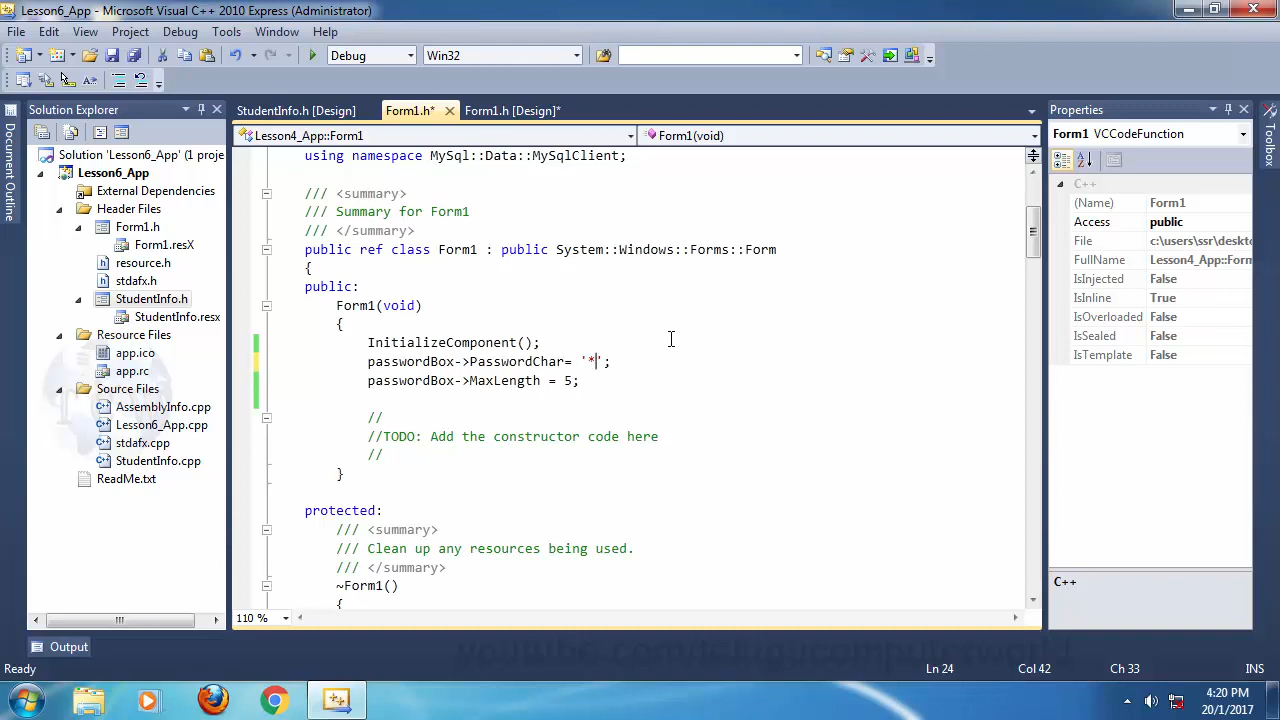 Lesson6_App - Microsoft Visual C++ 2010 Express (Administrator)
File Edit View Project Debug Tools Window Help
Debug Win32
Solution Explorer
StudentInfo.h [Design] Form1.h* Form1.h [Design]*
Properties
Lesson4_App::Form1 Form1(void)
Form1 VCCodeFunction
Document Outline
Toolbox
Solution 'Lesson6_App' (1 proje
Lesson6_App
External Dependencies
Header Files
Form1.h
Form1.resX
resource.h
stdafx.h
StudentInfo.h
StudentInfo.resx
Resource Files
app.ico
app.rc
Source Files
AssemblyInfo.cpp
Lesson6_App.cpp
stdafx.cpp
StudentInfo.cpp
ReadMe.txt
using namespace MySql::Data::MySqlClient;
/// <summary>
/// Summary for Form1
/// </summary>
public ref class Form1 : public System::Windows::Forms::Form
{
public:
Form1(void)
{
InitializeComponent();
passwordBox->PasswordChar= '*';
passwordBox->MaxLength = 5;
//
//TODO: Add the constructor code here
//
}
protected:
/// <summary>
/// Clean up any resources being used.
/// </summary>
~Form1()
{
110 %
C++
(Name) Form1
Access public
File c:\users\ssr\deskto
FullName Lesson4_App::Form
IsInjected False
IsInline True
IsOverloaded False
IsSealed False
IsTemplate False
C++
Output
youtube.com/telugucomputerworld
Ready Ln 24 Col 42 Ch 33 INS
4:20 PM
20/1/2017